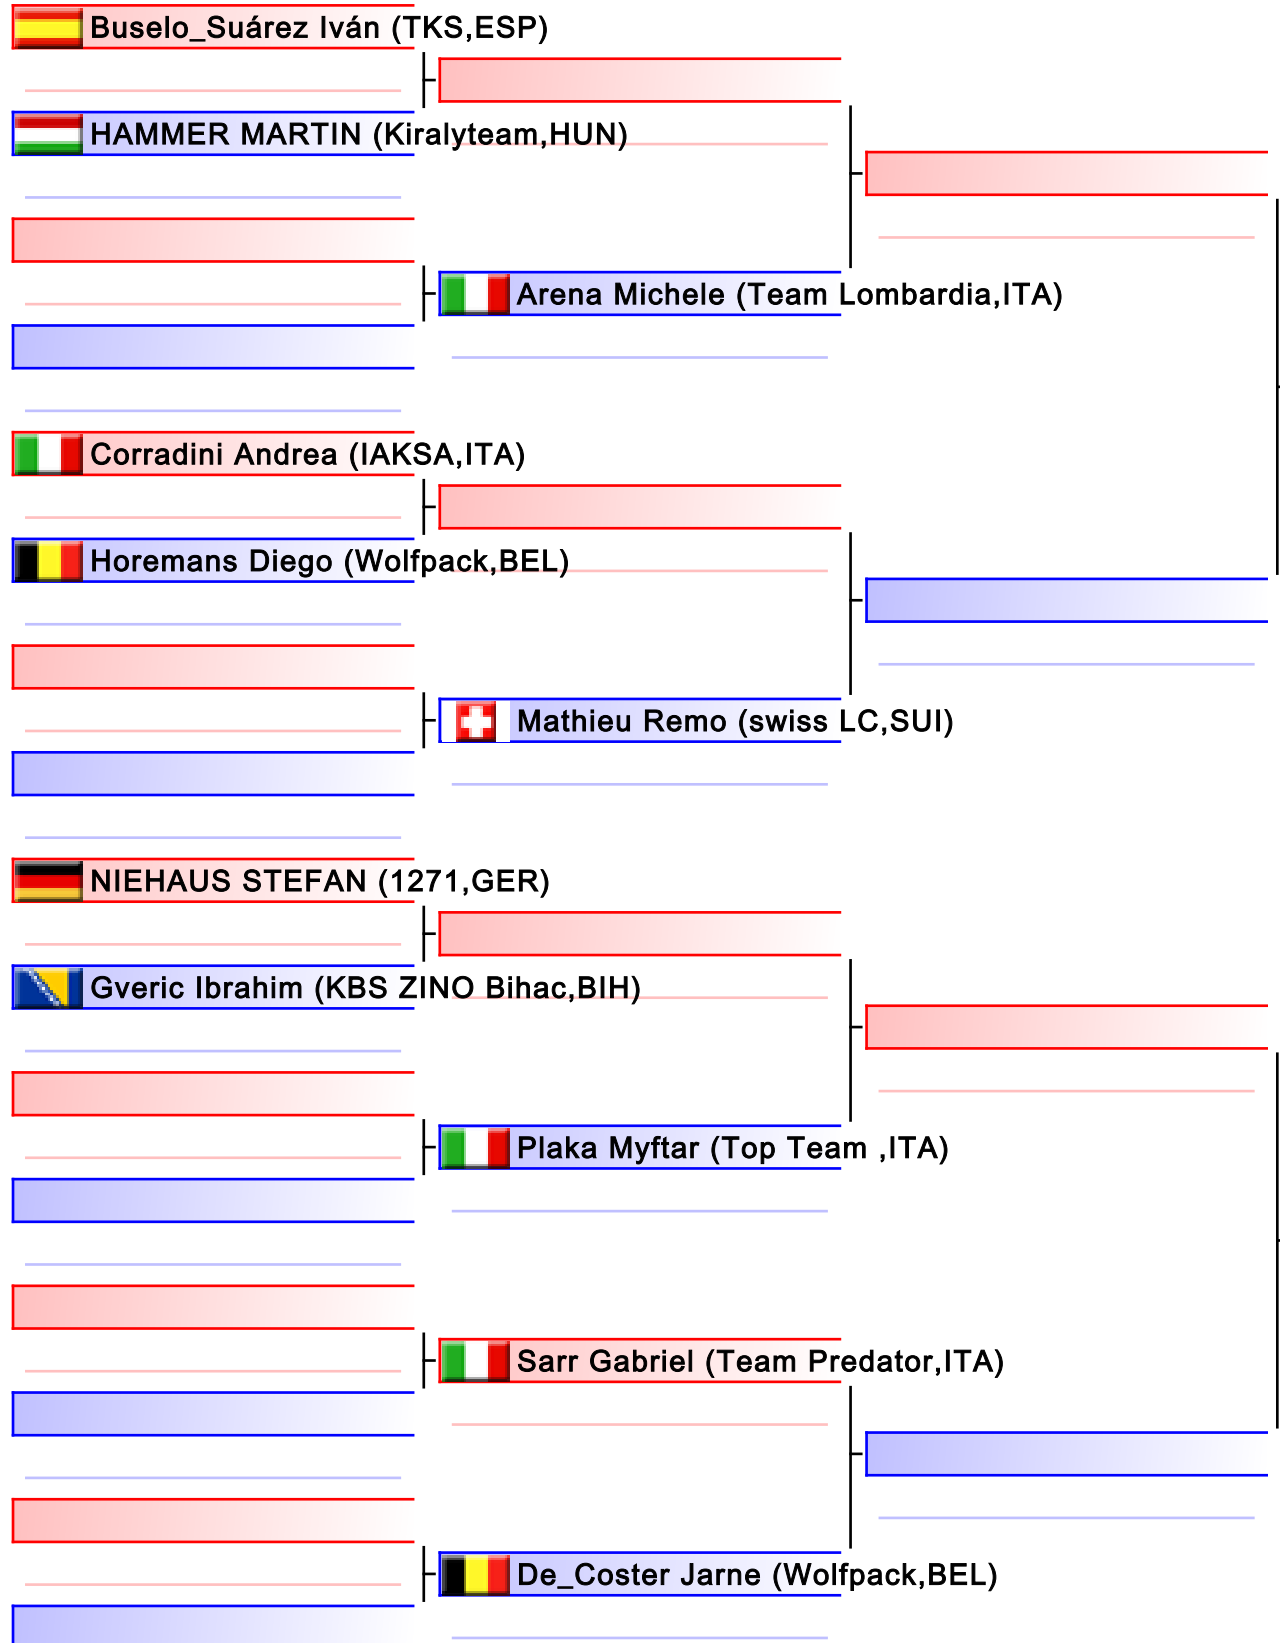 Buselo_Suárez Iván (TKS,ESP)
HAMMER MARTIN (Kiralyteam,HUN)
Arena Michele (Team Lombardia,ITA)
Corradini Andrea (IAKSA,ITA)
Horemans Diego (Wolfpack,BEL)
Mathieu Remo (swiss LC,SUI)
NIEHAUS STEFAN (1271,GER)
Gveric Ibrahim (KBS ZINO Bihac,BIH)
Plaka Myftar (Top Team ,ITA)
Sarr Gabriel (Team Predator,ITA)
De_Coster Jarne (Wolfpack,BEL)